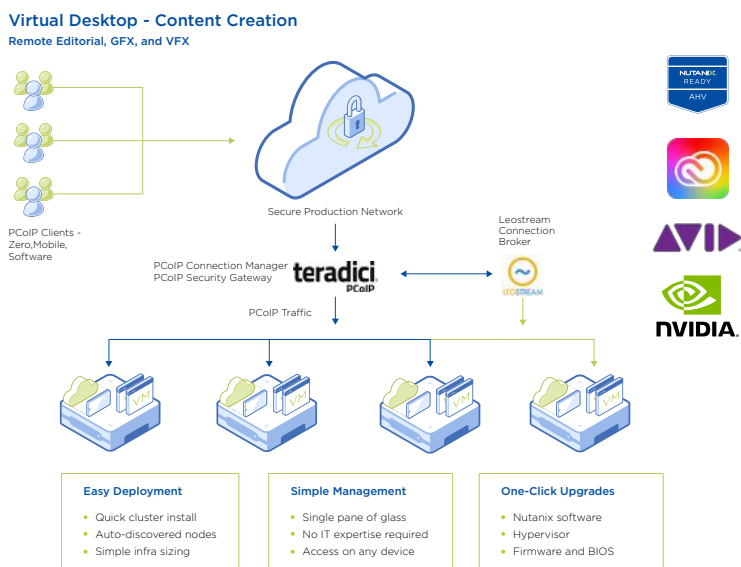 Virtual Desktop - Content Creation
Remote Editorial, GFX, and VFX
NUTANIX
READY
AHV
Secure Production Network
PCoIP Clients -
Zero,Mobile,
Software
Leostream
Connection
Broker
AVID
PCoIP Connection Manager
PCoIP Security Gateway
teradici
PCoIP
LEOSTREAM
PCoIP Traffic
NVIDIA.
VM
VM
VM
VM
Easy Deployment
• Quick cluster install
• Auto-discovered nodes
• Simple infra sizing
Simple Management
• Single pane of glass
• No IT expertise required
• Access on any device
One-Click Upgrades
• Nutanix software
• Hypervisor
• Firmware and BIOS